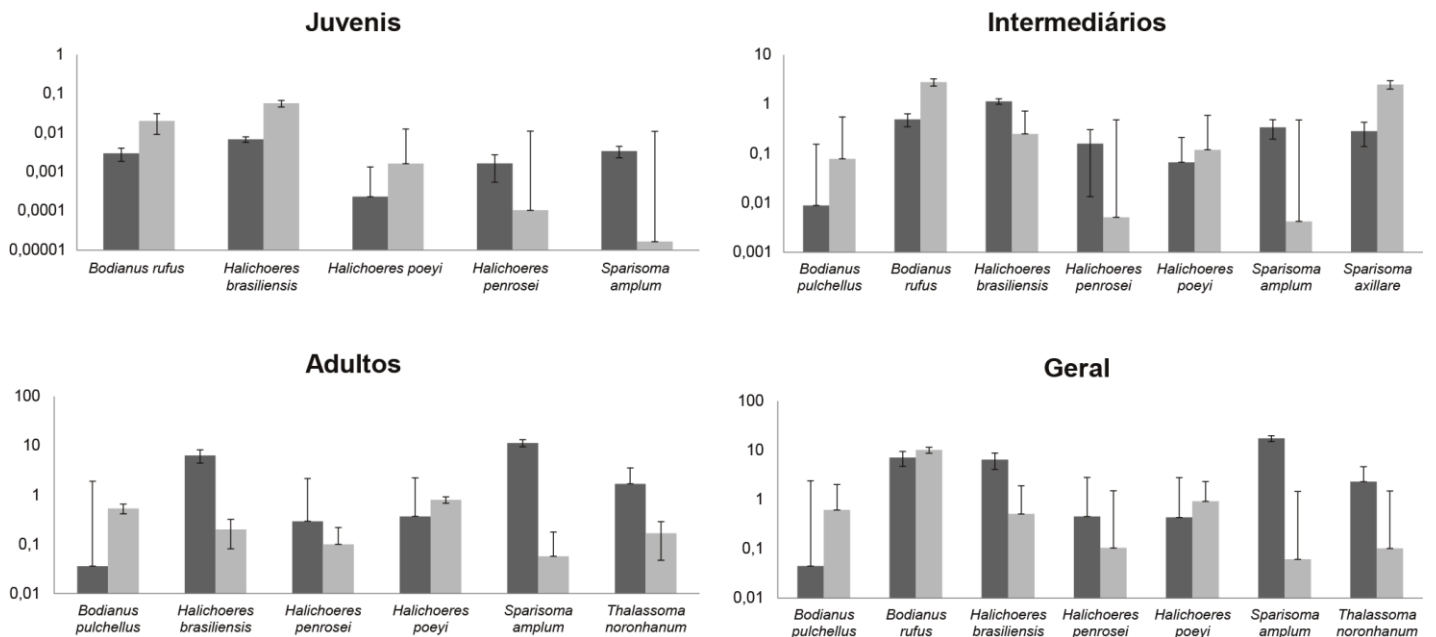 Juvenis
1
0,1
0,01
0,001
0,0001
0,00001
Bodianus rufus
Halichoeres
brasiliensis
Halichoeres poeyi
Halichoeres
penrosei
Sparisoma
amplum
Intermediários
10
1
0,1
0,01
0,001
Bodianus
pulchellus
Bodianus
rufus
Halichoeres
brasiliensis
Halichoeres
penrosei
Halichoeres
poeyi
Sparisoma
amplum
Sparisoma
axillare
Adultos
100
10
1
0,1
0,01
Bodianus
pulchellus
Halichoeres
brasiliensis
Halichoeres
penrosei
Halichoeres
poeyi
Sparisoma
amplum
Thalassoma
noronhanum
Geral
100
10
1
0,1
0,01
Bodianus
pulchellus
Bodianus
rufus
Halichoeres
brasiliensis
Halichoeres
penrosei
Halichoeres
poeyi
Sparisoma
amplum
Thalassoma
noronhanum